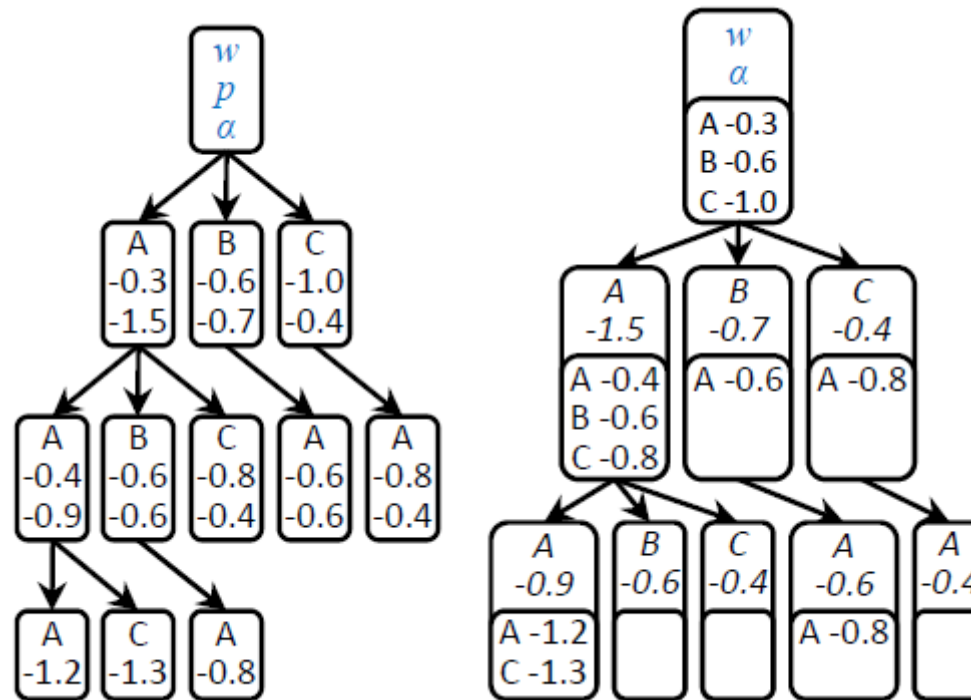 w
p
α
A
-0.3
-1.5
B
-0.6
-0.7
C
-1.0
-0.4
A
-0.4
-0.9
B
-0.6
-0.6
C
-0.8
-0.4
A
-0.6
-0.6
A
-0.8
-0.4
A
-1.2
C
-1.3
A
-0.8
w
α
A -0.3
B -0.6
C -1.0
A
-1.5
A -0.4
B -0.6
C -0.8
B
-0.7
A -0.6
C
-0.4
A -0.8
A
-0.9
A -1.2
C -1.3
B
-0.6
C
-0.4
A
-0.6
A -0.8
A
-0.4